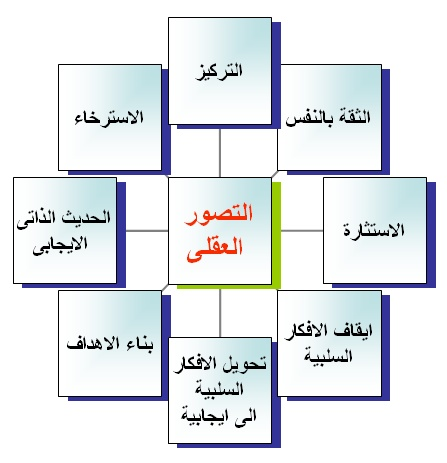 التركيز
الثقة بالنفس
الاسترخاء
الاستثارة
التصور
العقلى
الحديث الذاتى
الايجابى
ايقاف الافكار
السلبية
بناء الاهداف
تحويل الافكار
السلبية
الى ايجابية